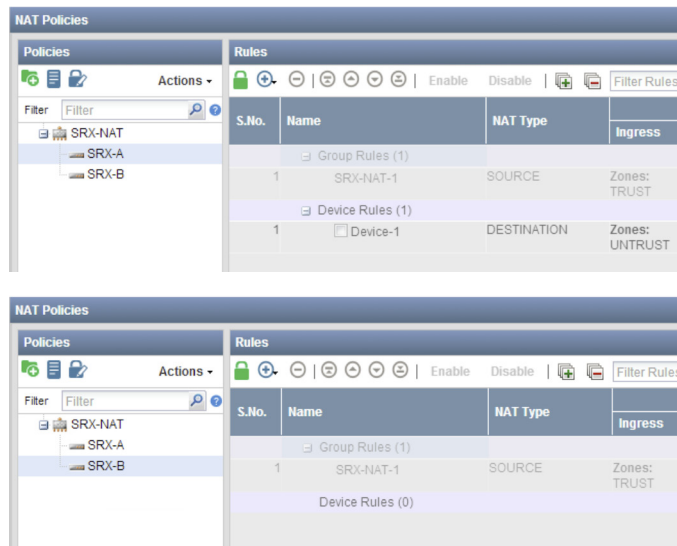 NAT Policies
Policies
Rules
Actions
Enable Disable Filter Rules
Filter Filter
S.No. Name NAT Type
Ingress
SRX-NAT
SRX-A
SRX-B
Group Rules (1)
1 SRX-NAT-1 SOURCE Zones:
TRUST
Device Rules (1)
1 Device-1 DESTINATION Zones:
UNTRUST
NAT Policies
Policies
Rules
Actions
Enable Disable Filter Rules
Filter Filter
S.No. Name NAT Type
Ingress
SRX-NAT
SRX-A
SRX-B
Group Rules (1)
1 SRX-NAT-1 SOURCE Zones:
TRUST
Device Rules (0)